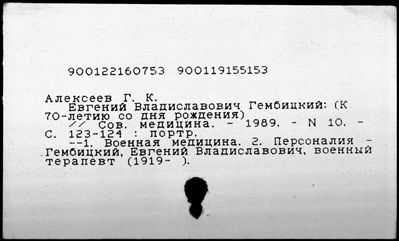 900122160753 900119155153
Алексеев Г. К.
Евгений Владиславович Гембицкий: (К
70-летию со дня рождения)
// Сов. медицина. - 1989. - N 10. -
С. 123-124 : портр.
--1. Военная медицина. 2. Персоналия -
Гембицкий, Евгений Владиславович, военный
терапевт (1919- ).